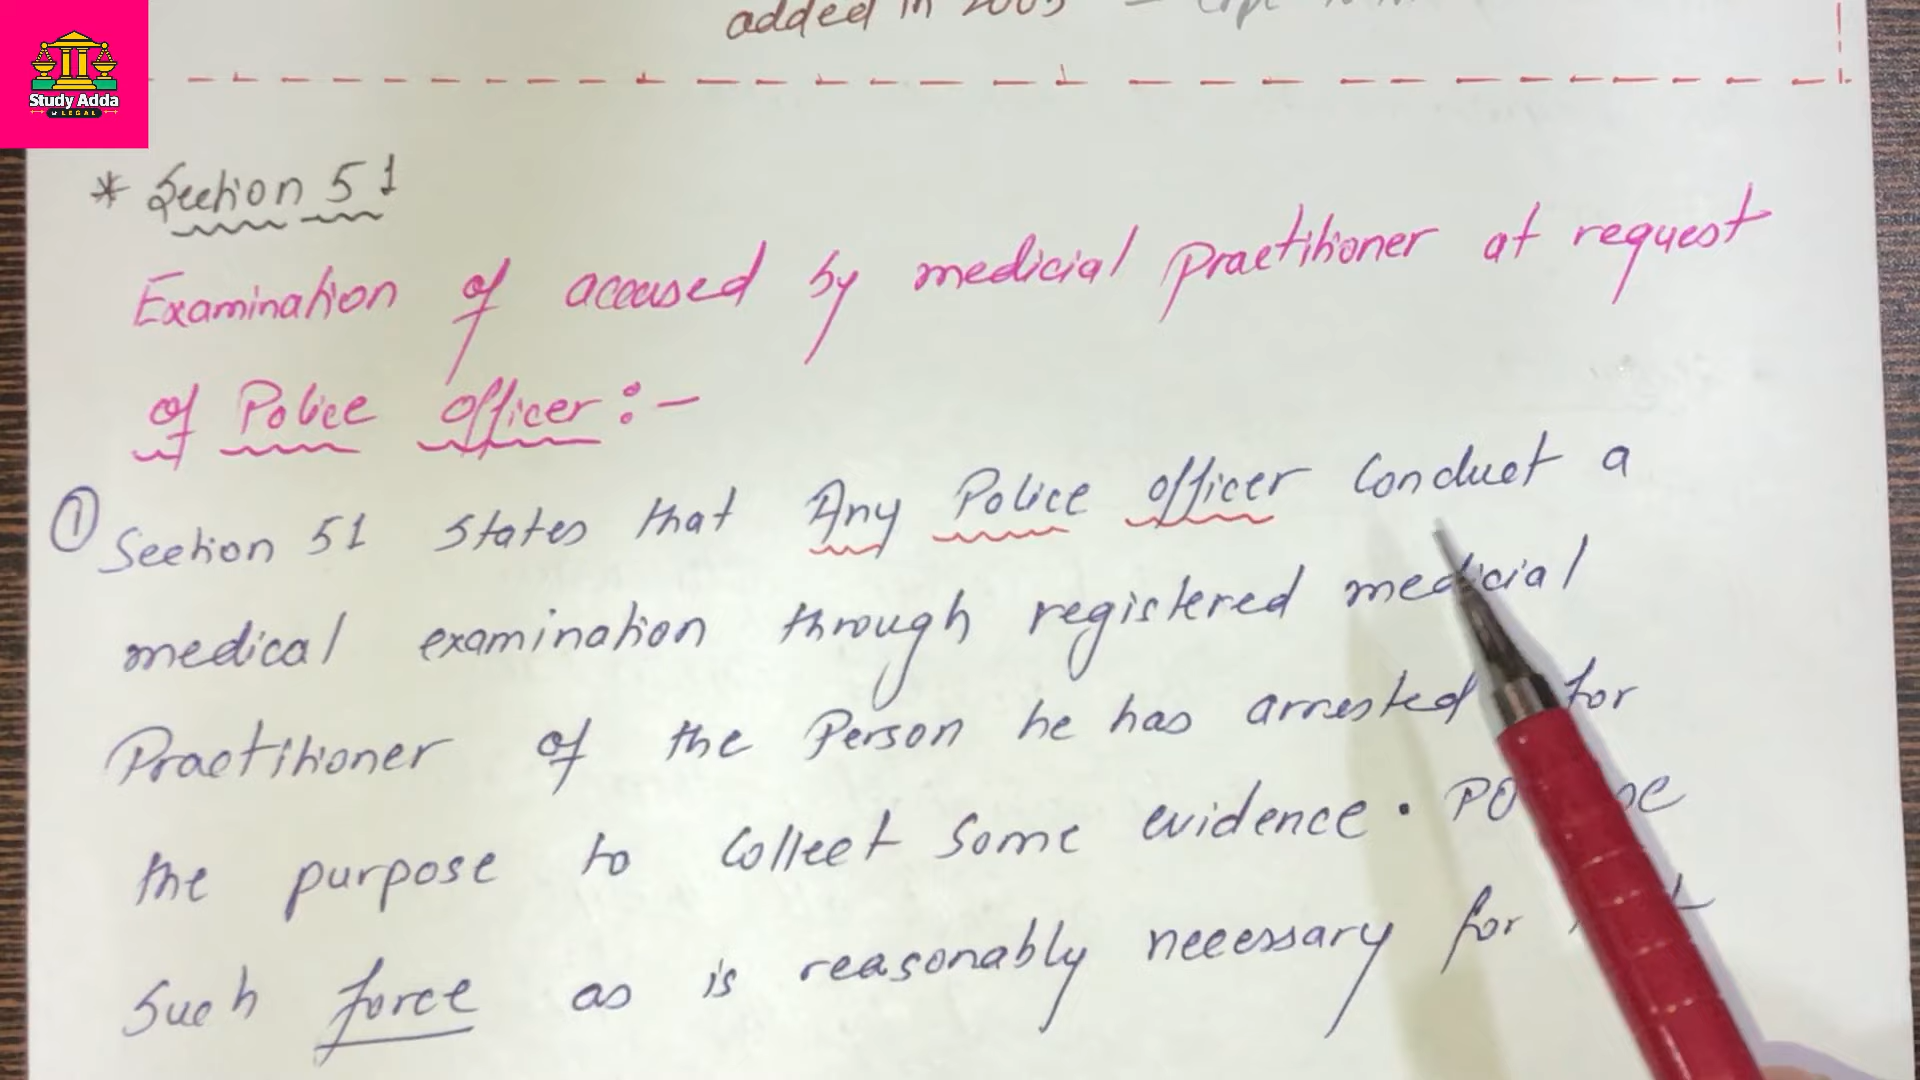 added in 2005 -
Study Adda
LEGAL
* Section 51
Examination of accused by medicial Practitioner at request
of Police officer :-
① Section 51 states that Any Police officer Conduct a
medical examination through registered medicial
Practitioner of the Person he has arrested for
the purpose to Collect Some evidence.
Such force as is reasonably necessary for